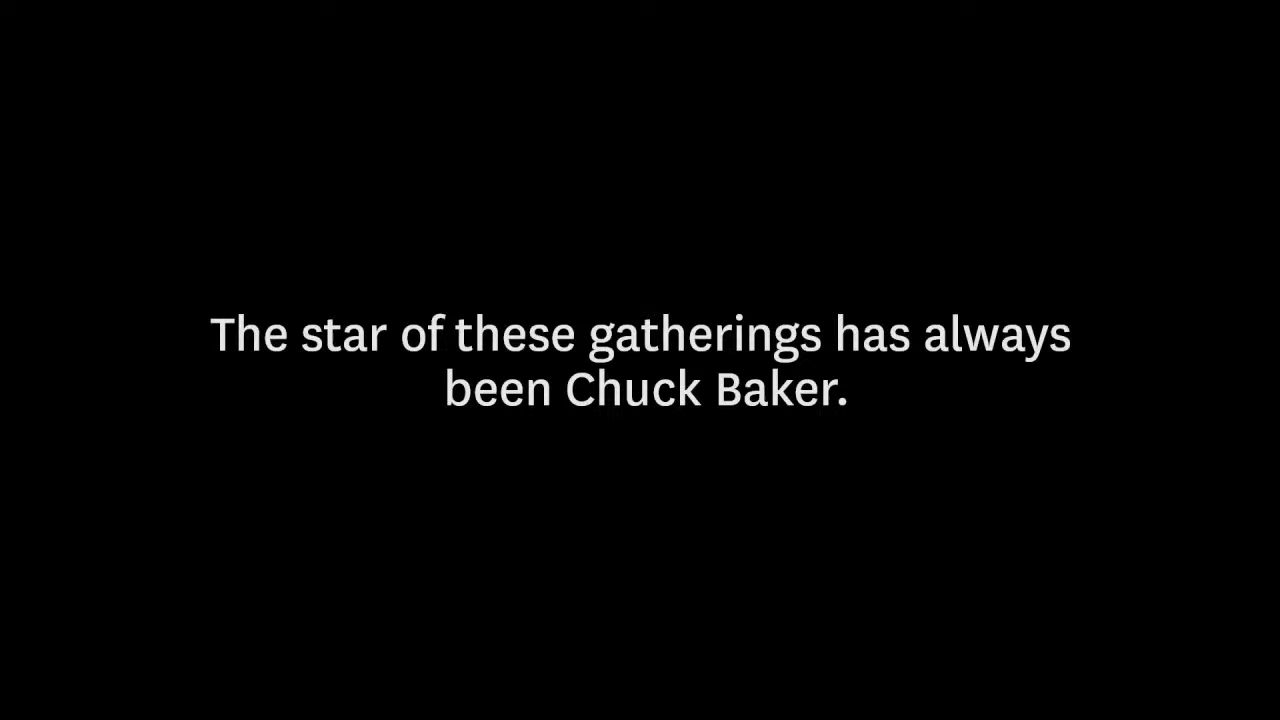 The star of these gatherings has always
been Chuck Baker.